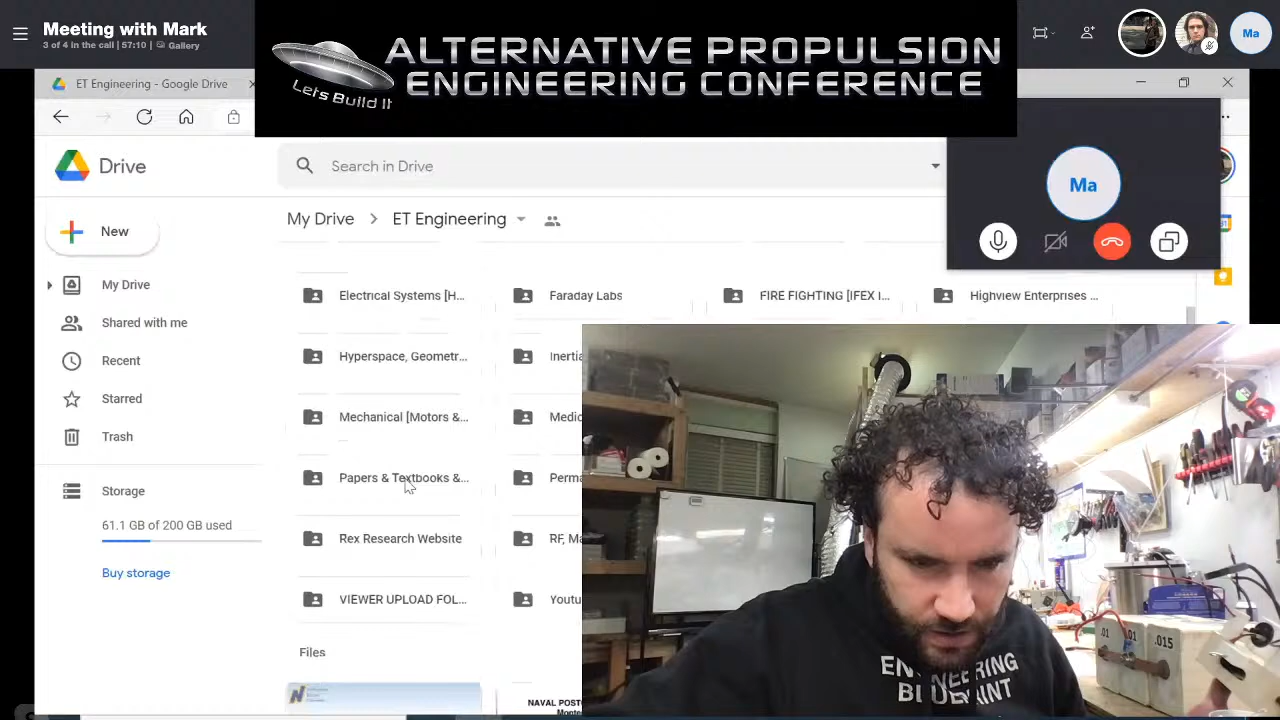 Meeting with Mark
3 of 4 in the call | 57:10 | Gallery
Lets Build It
ALTERNATIVE PROPULSION
ENGINEERING CONFERENCE
Ma
ET Engineering - Google Drive
Drive
Search in Drive
Ma
New
My Drive > ET Engineering
My Drive
Shared with me
Recent
Starred
Trash
Storage
61.1 GB of 200 GB used
Buy storage
Electrical Systems [H...
Faraday Labs
FIRE FIGHTING [IFEX I...
Highview Enterprises ...
Hyperspace, Geometr...
Inertia
Mechanical [Motors &...
Medic
Papers & Textbooks &...
Perma
Rex Research Website
RF, Ma
VIEWER UPLOAD FOL...
Youtu
Files
NAVAL POST
ENGINEERING
.01
.01
.015